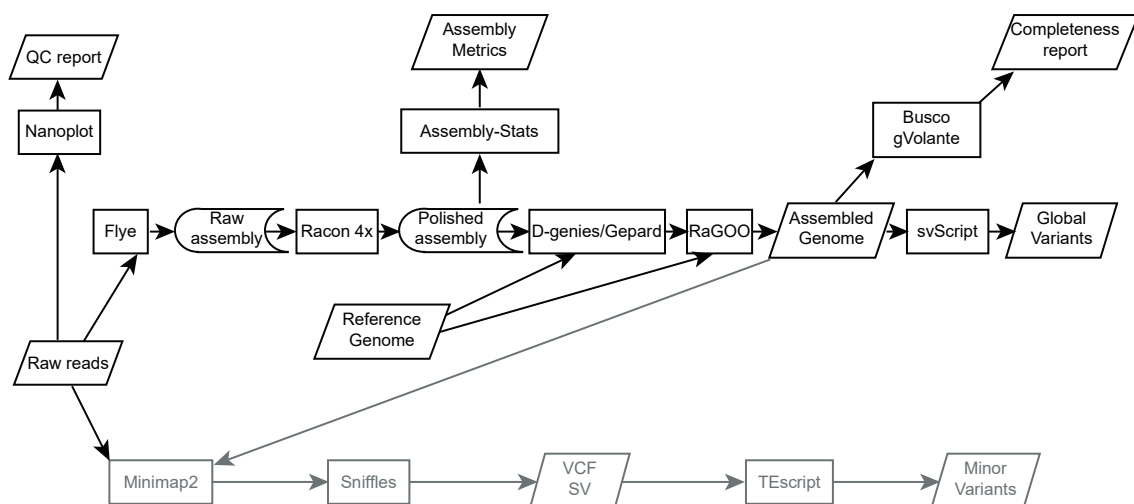 QC report
Assembly
Metrics
Completeness
report
Nanoplot
Assembly-Stats
Busco
gVolante
Flye
Raw
assembly
Racon 4x
Polished
assembly
D-genies/Gepard
RaGOO
Assembled
Genome
svScript
Global
Variants
Reference
Genome
Raw reads
Minimap2
Sniffles
VCF
SV
TEscript
Minor
Variants